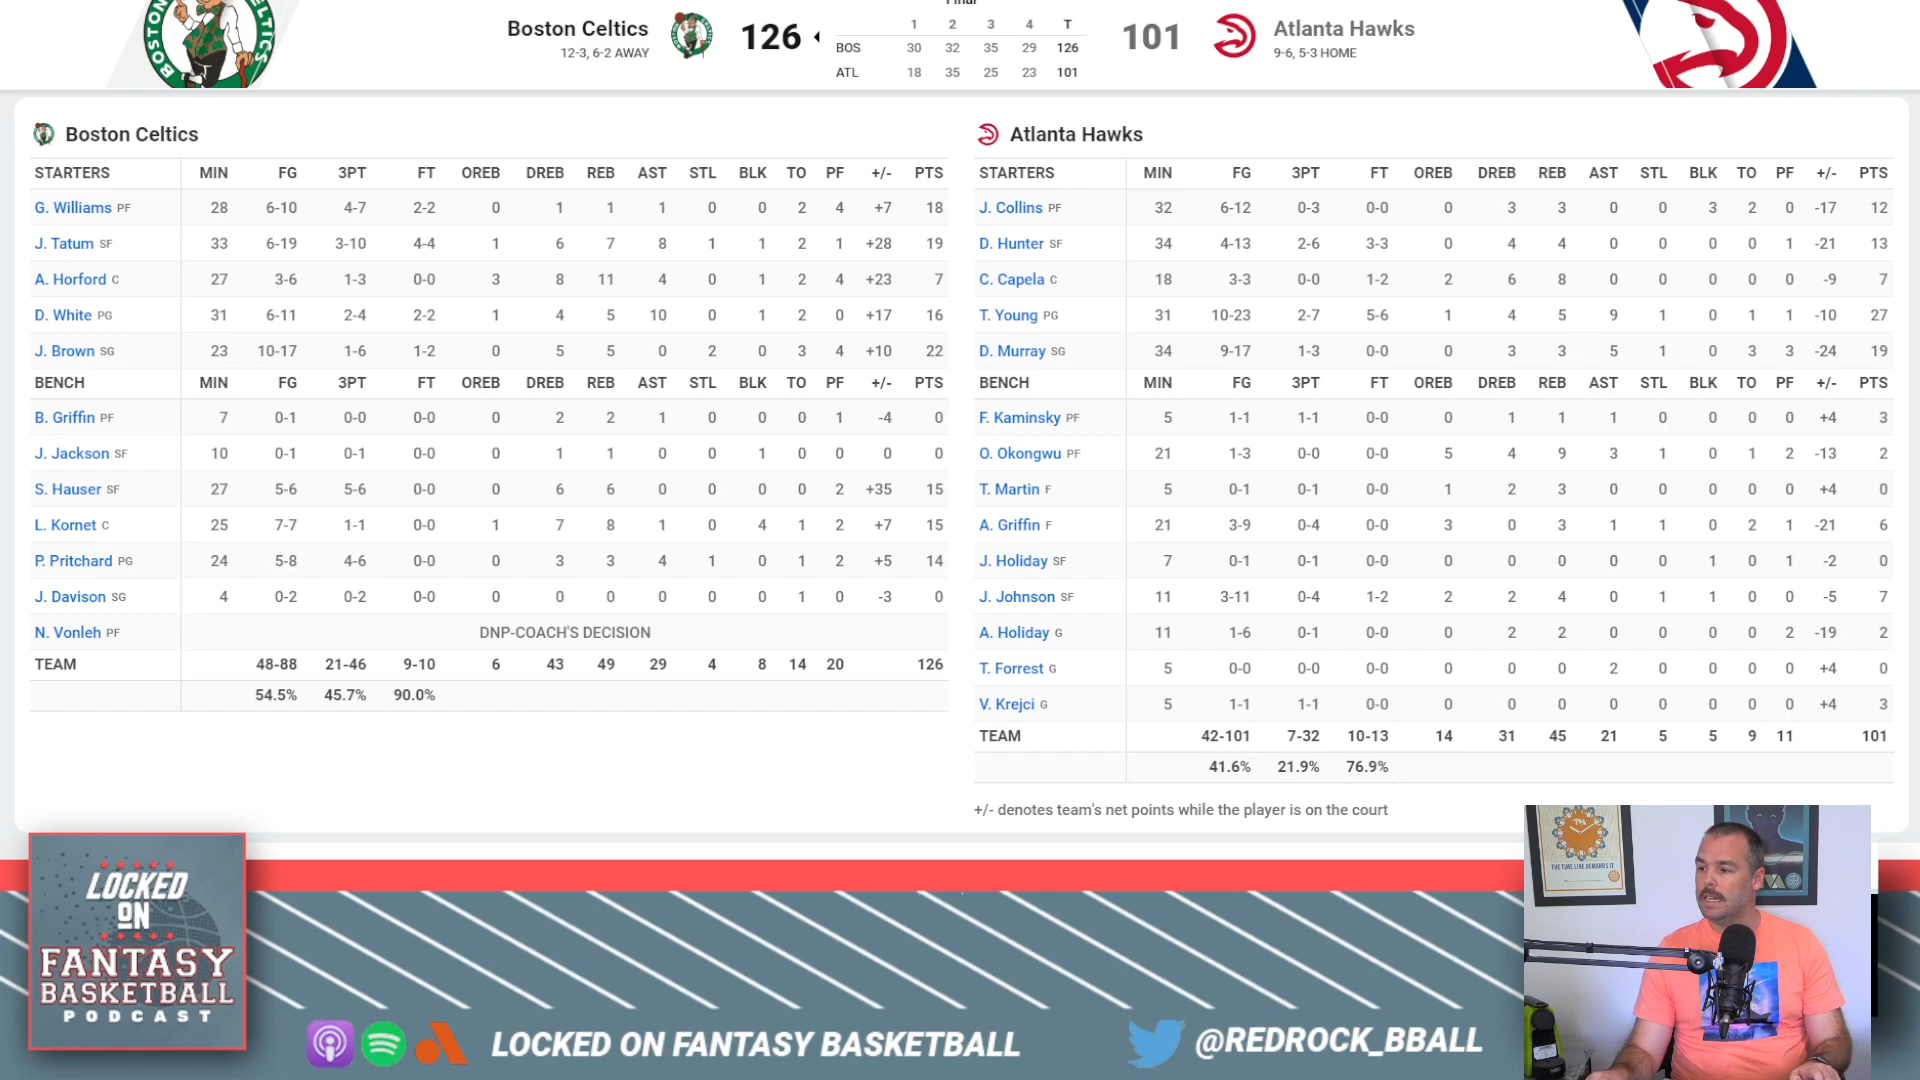 Final
Boston Celtics 126 1 2 3 4 T 101 Atlanta Hawks
12-3, 6-2 AWAY BOS 30 32 35 29 126 9-6, 5-3 HOME
ATL 18 35 25 23 101
BOSTON CELTICS
Boston Celtics
STARTERS MIN FG 3PT FT OREB DREB REB AST STL BLK TO PF +/- PTS
G. Williams PF 28 6-10 4-7 2-2 0 1 1 1 0 0 2 4 +7 18
J. Tatum SF 33 6-19 3-10 4-4 1 6 7 8 1 1 2 1 +28 19
A. Horford C 27 3-6 1-3 0-0 3 8 11 4 0 1 2 4 +23 7
D. White PG 31 6-11 2-4 2-2 1 4 5 10 0 1 2 0 +17 16
J. Brown SG 23 10-17 1-6 1-2 0 5 5 0 2 0 3 4 +10 22
BENCH MIN FG 3PT FT OREB DREB REB AST STL BLK TO PF +/- PTS
B. Griffin PF 7 0-1 0-0 0-0 0 2 2 1 0 0 0 1 -4 0
J. Jackson SF 10 0-1 0-1 0-0 0 1 1 0 0 1 0 0 0 0
S. Hauser SF 27 5-6 5-6 0-0 0 6 6 0 0 0 0 2 +35 15
L. Kornet C 25 7-7 1-1 0-0 1 7 8 1 0 4 1 2 +7 15
P. Pritchard PG 24 5-8 4-6 0-0 0 3 3 4 1 0 1 2 +5 14
J. Davison SG 4 0-2 0-2 0-0 0 0 0 0 0 0 1 0 -3 0
N. Vonleh PF DNP-COACH'S DECISION
TEAM 48-88 21-46 9-10 6 43 49 29 4 8 14 20 126
54.5% 45.7% 90.0%
Atlanta Hawks
STARTERS MIN FG 3PT FT OREB DREB REB AST STL BLK TO PF +/- PTS
J. Collins PF 32 6-12 0-3 0-0 0 3 3 0 0 3 2 0 -17 12
D. Hunter SF 34 4-13 2-6 3-3 0 4 4 0 0 0 0 1 -21 13
C. Capela C 18 3-3 0-0 1-2 2 6 8 0 0 0 0 0 -9 7
T. Young PG 31 10-23 2-7 5-6 1 4 5 9 1 0 1 1 -10 27
D. Murray SG 34 9-17 1-3 0-0 0 3 3 5 1 0 3 3 -24 19
BENCH MIN FG 3PT FT OREB DREB REB AST STL BLK TO PF +/- PTS
F. Kaminsky PF 5 1-1 1-1 0-0 0 1 1 1 0 0 0 0 +4 3
O. Okongwu PF 21 1-3 0-0 0-0 5 4 9 3 1 0 1 2 -13 2
T. Martin F 5 0-1 0-1 0-0 1 2 3 0 0 0 0 0 +4 0
A. Griffin F 21 3-9 0-4 0-0 3 0 3 1 1 0 2 1 -21 6
J. Holiday SF 7 0-1 0-1 0-0 0 0 0 0 0 1 0 1 -2 0
J. Johnson SF 11 3-11 0-4 1-2 2 2 4 0 1 1 0 0 -5 7
A. Holiday G 11 1-6 0-1 0-0 0 2 2 0 0 0 0 2 -19 2
T. Forrest G 5 0-0 0-0 0-0 0 0 0 2 0 0 0 0 +4 0
V. Krejci G 5 1-1 1-1 0-0 0 0 0 0 0 0 0 0 +4 3
TEAM 42-101 7-32 10-13 14 31 45 21 5 5 9 11 101
41.6% 21.9% 76.9%
+/- denotes team's net points while the player is on the court
THE TIME LINE DEMANDS IT
LOCKED
ON
FANTASY
BASKETBALL
PODCAST
LOCKED ON FANTASY BASKETBALL
@REDROCK_BBALL